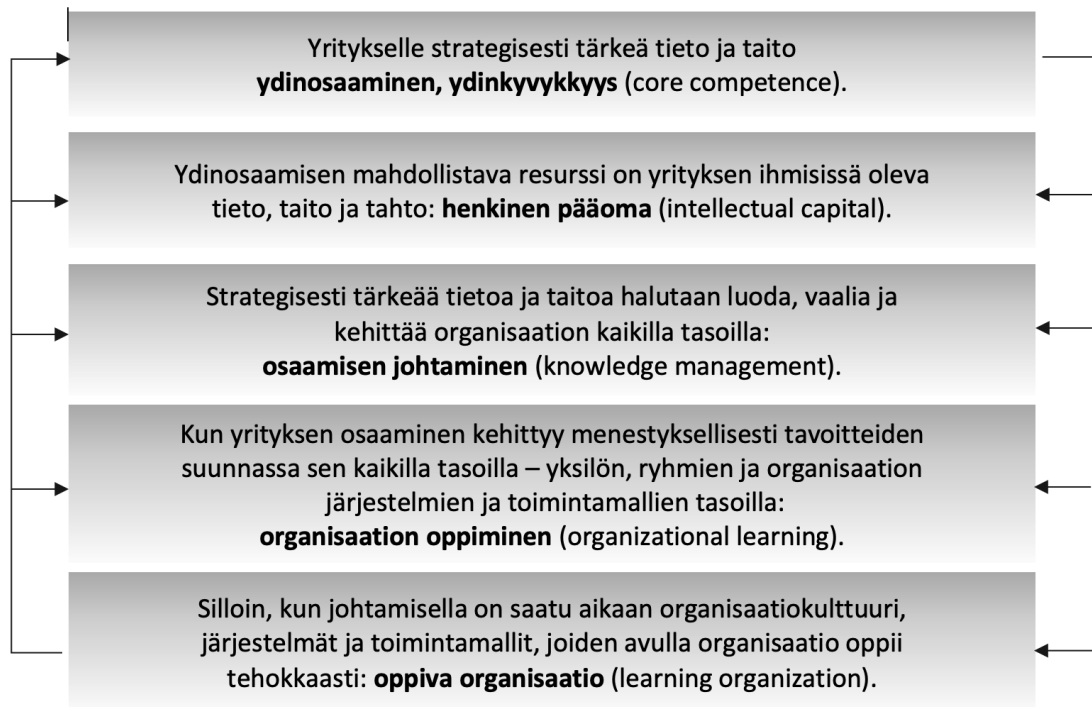 Yritykselle strategisesti tärkeä tieto ja taito
ydinosaaminen, ydinkyvykkyys (core competence).
Ydinosaamisen mahdollistava resurssi on yrityksen ihmisissä oleva
tieto, taito ja tahto: henkinen pääoma (intellectual capital).
Strategisesti tärkeää tietoa ja taitoa halutaan luoda, vaalia ja
kehittää organisaation kaikilla tasoilla:
osaamisen johtaminen (knowledge management).
Kun yrityksen osaaminen kehittyy menestyksellisesti tavoitteiden
suunnassa sen kaikilla tasoilla – yksilön, ryhmien ja organisaation
järjestelmien ja toimintamallien tasoilla:
organisaation oppiminen (organizational learning).
Silloin, kun johtamisella on saatu aikaan organisaatiokulttuuri,
järjestelmät ja toimintamallit, joiden avulla organisaatio oppii
tehokkaasti: oppiva organisaatio (learning organization).